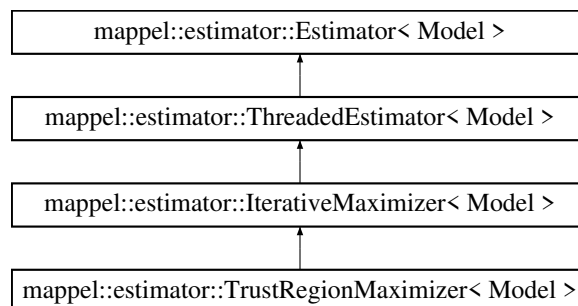 mappel::estimator::Estimator< Model >
mappel::estimator::ThreadedEstimator< Model >
mappel::estimator::IterativeMaximizer< Model >
mappel::estimator::TrustRegionMaximizer< Model >